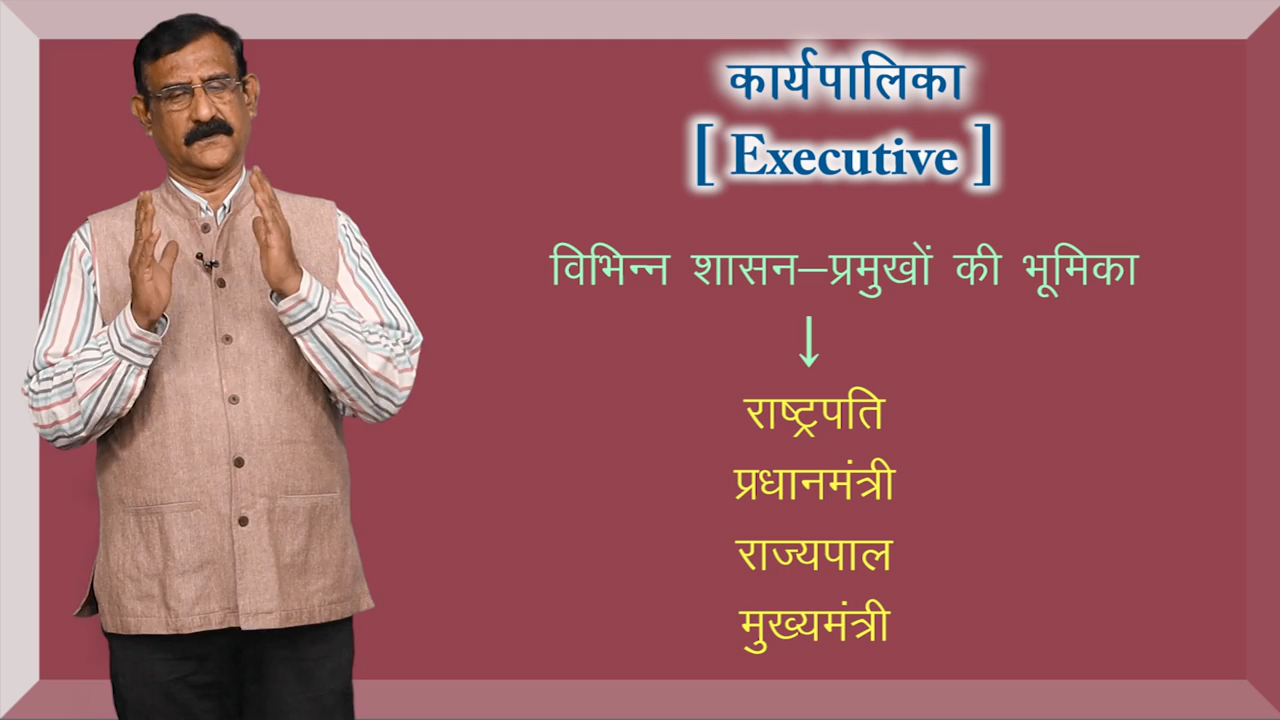 कार्यपालिका
[ Executive ]
विभिन्न शासन–प्रमुखों की भूमिका
↓
राष्ट्रपति
प्रधानमंत्री
राज्यपाल
मुख्यमंत्री